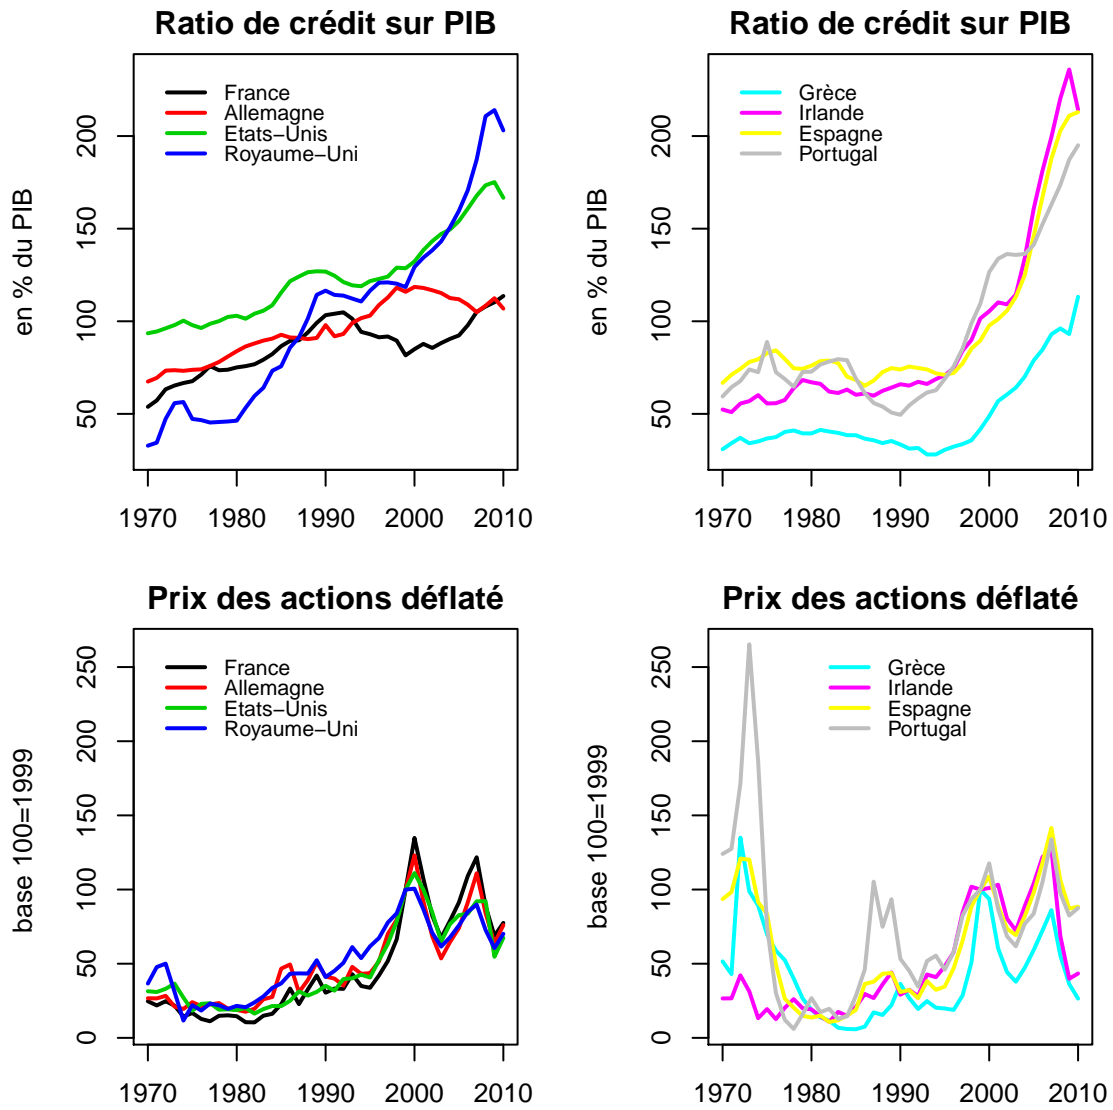 Ratio de crédit sur PIB
en % du PIB
200
150
100
50
France
Allemagne
Etats−Unis
Royaume−Uni
1970 1980 1990 2000 2010
Ratio de crédit sur PIB
en % du PIB
200
150
100
50
Grèce
Irlande
Espagne
Portugal
1970 1980 1990 2000 2010
Prix des actions déflaté
base 100=1999
250
200
150
100
50
0
France
Allemagne
Etats−Unis
Royaume−Uni
1970 1980 1990 2000 2010
Prix des actions déflaté
base 100=1999
250
200
150
100
50
0
Grèce
Irlande
Espagne
Portugal
1970 1980 1990 2000 2010